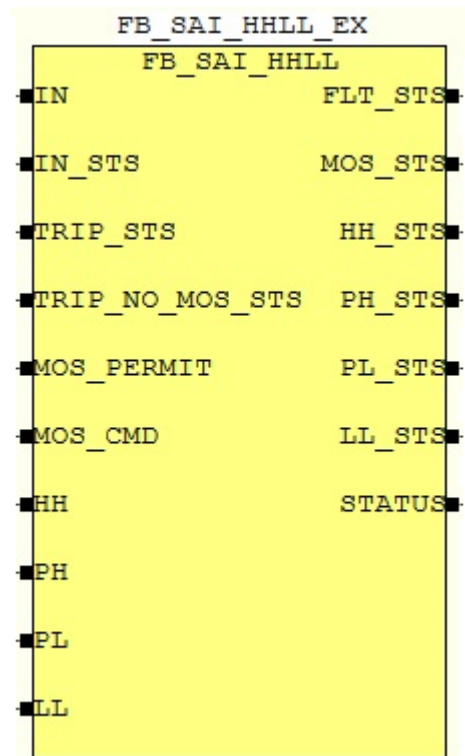 FB_SAI_HHLL_EX
FB_SAI_HHLL
IN FLT_STS
IN_STS MOS_STS
TRIP_STS HH_STS
TRIP_NO_MOS_STS PH_STS
MOS_PERMIT PL_STS
MOS_CMD LL_STS
HH STATUS
PH
PL
LL